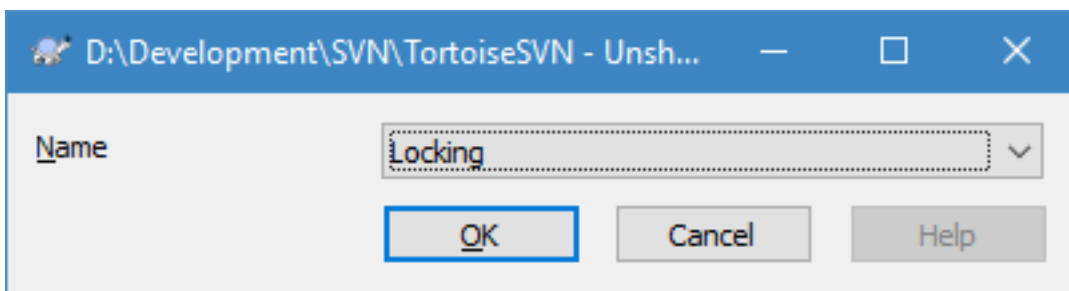 D:\Development\SVN\TortoiseSVN - Unsh...
Name
Locking
OK
Cancel
Help